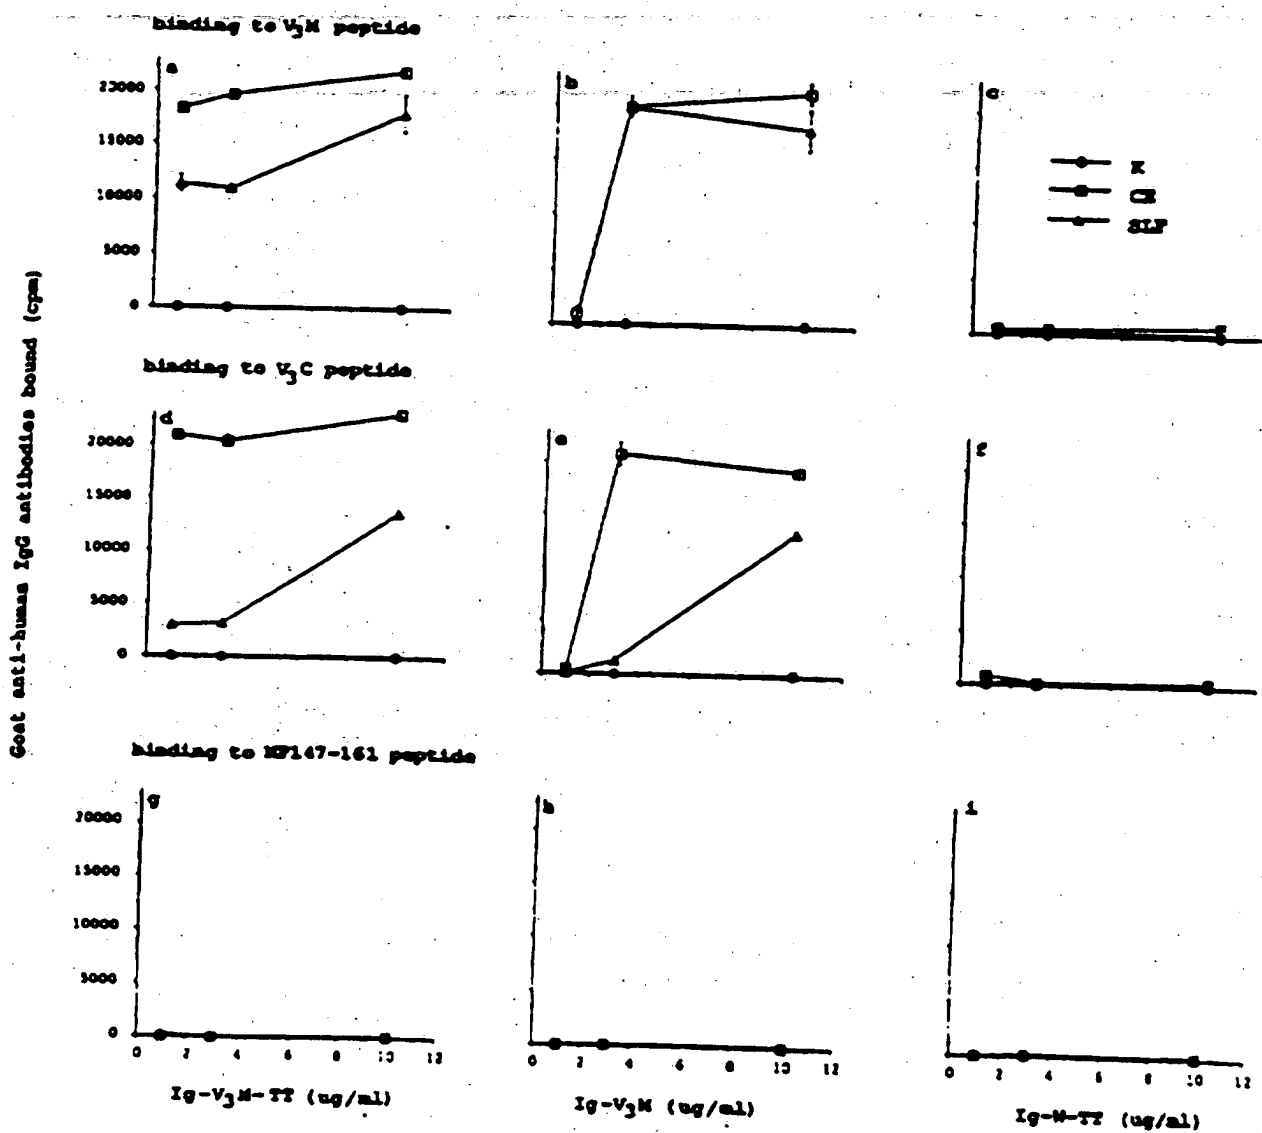 binding to V3M peptide
a
20000
15000
10000
5000
0
b
c
K
CR
SLF
binding to V3C peptide
d
20000
15000
10000
5000
0
e
f
Goat anti-human IgG antibodies bound (cpm)
binding to MP147-161 peptide
g
20000
15000
10000
5000
0
h
i
0 2 4 6 8 10 12
0 2 4 6 8 10 12
0 2 4 6 8 10 12
Ig-V3M-TT (ug/ml)
Ig-V3M (ug/ml)
Ig-W-TT (ug/ml)